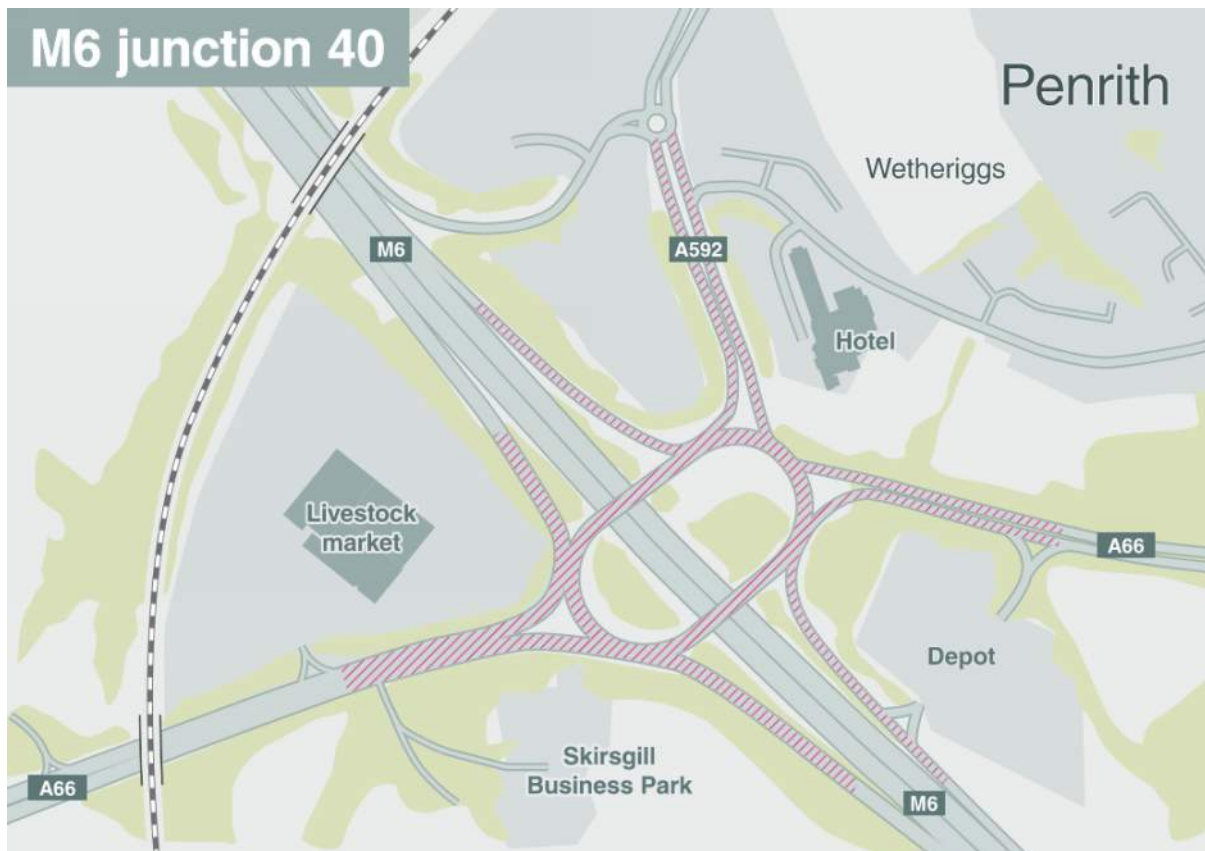 M6 junction 40
Penrith
Wetheriggs
M6
A592
Hotel
Livestock
market
A66
Depot
Skirsgill
Business Park
A66
M6